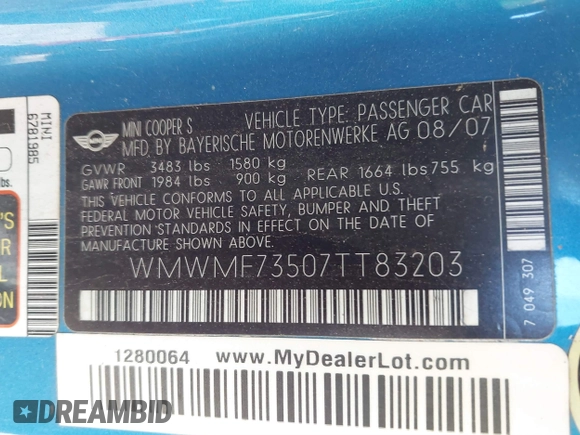 MINI COOPER S VEHICLE TYPE: PASSENGER CAR
MFD. BY BAYERISCHE MOTORENWERKE AG 08/07
GVWR 3483 lbs 1580 kg
GAWR FRONT 1984 lbs 900 kg REAR 1664 lbs 755 kg
THIS VEHICLE CONFORMS TO ALL APPLICABLE U.S.
FEDERAL MOTOR VEHICLE SAFETY, BUMPER AND THEFT
PREVENTION STANDARDS IN EFFECT ON THE DATE OF
MANUFACTURE SHOWN ABOVE.
WMWMF73507TT83203
7 049 307
MINI
6781985
lbs.
1280064 www.MyDealerLot.com
DREAMBID